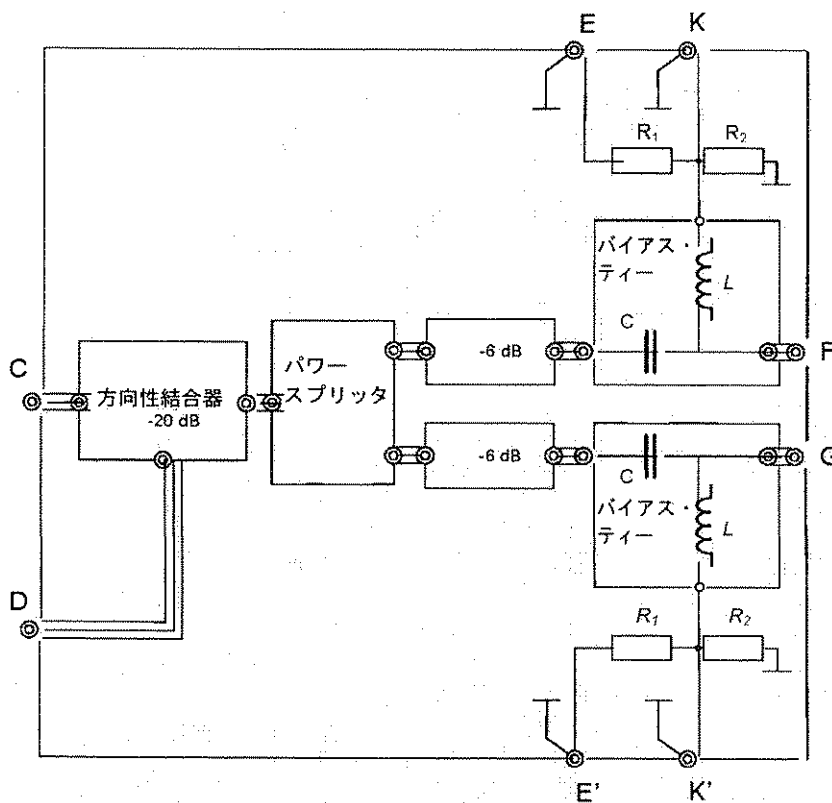 E K
R₁ R₂
バイアス・
ティー
L
C
-6 dB
F
パワー
スプリッタ
C
方向性結合器
-20 dB
-6 dB
G
C
バイアス・
ティー
L
D
R₁ R₂
E' K'